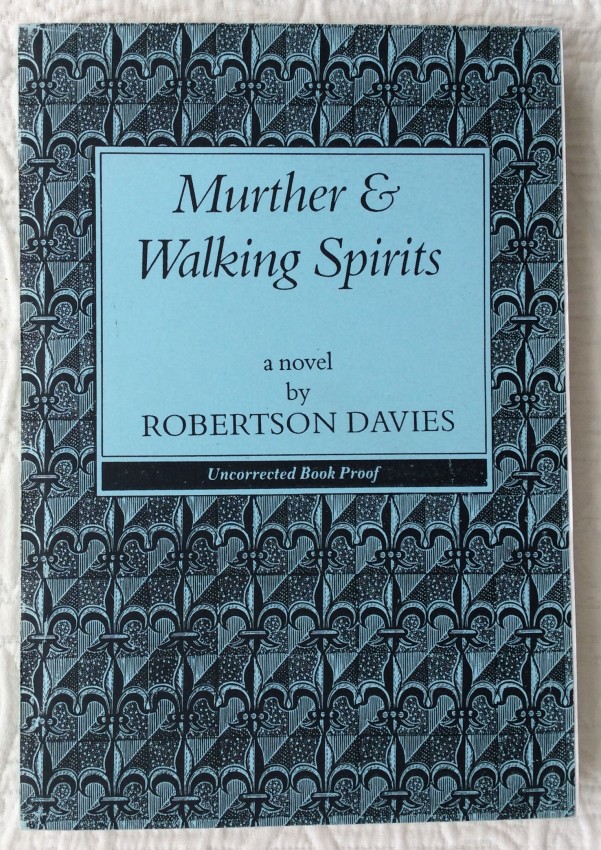 Murther &
Walking Spirits
a novel
by
ROBERTSON DAVIES
Uncorrected Book Proof